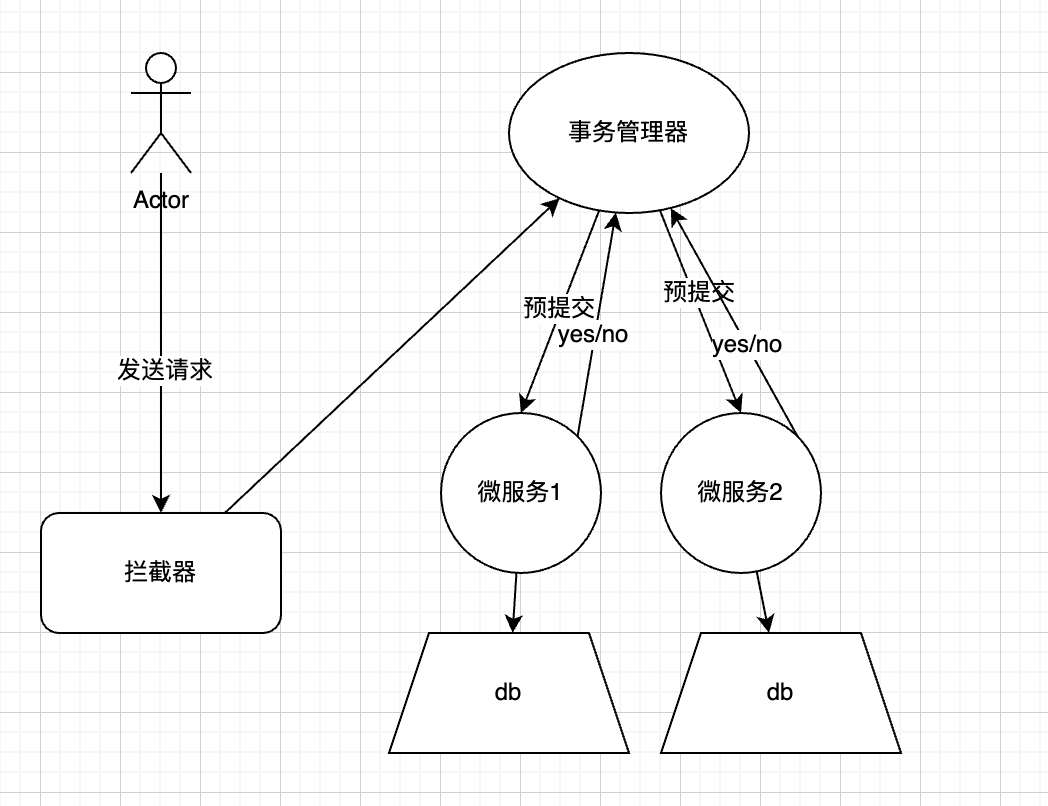 事务管理器
Actor
预提交
预提交
yes/no
yes/no
发送请求
微服务1
微服务2
拦截器
db
db